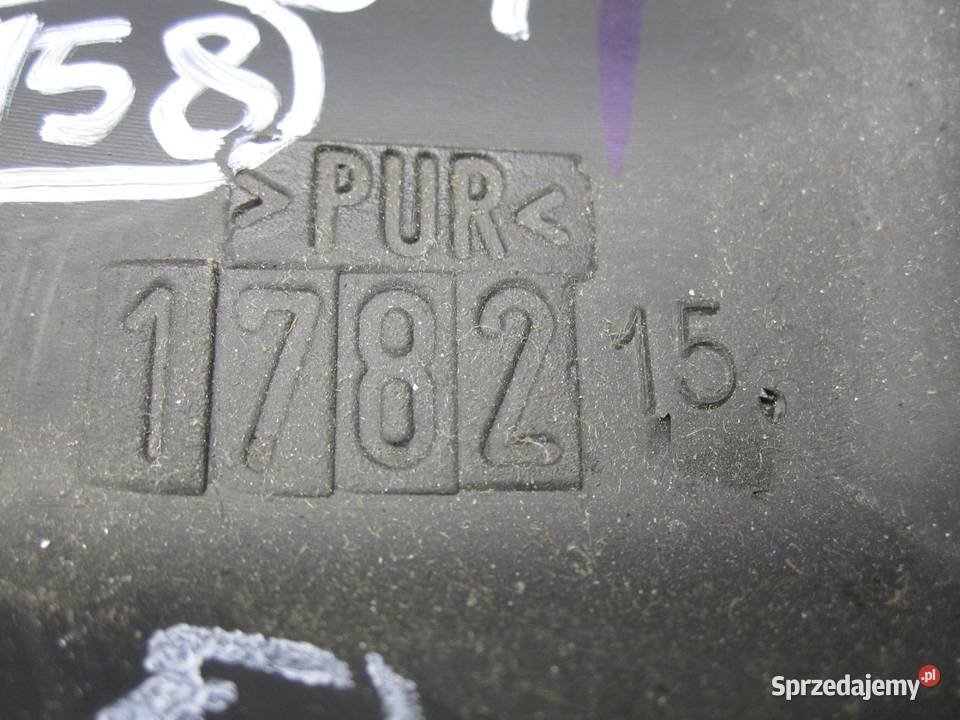 158
>PUR<
1782 15.
Sprzedajemy.pl